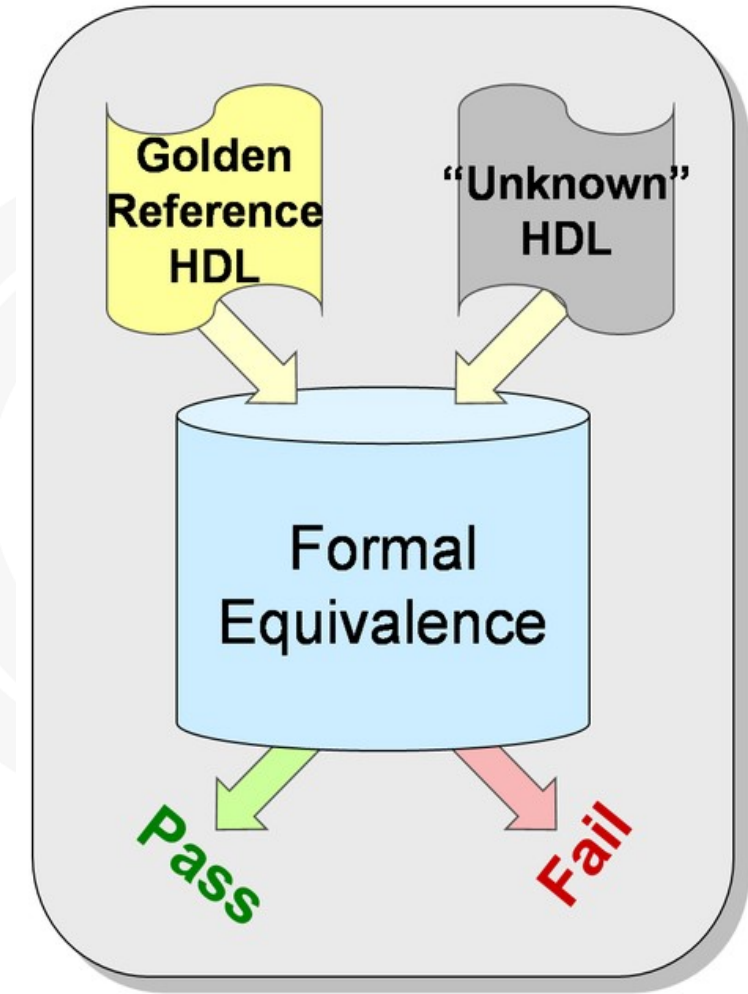 Golden
Reference
HDL
“Unknown”
HDL
Formal
Equivalence
Pass
Fail